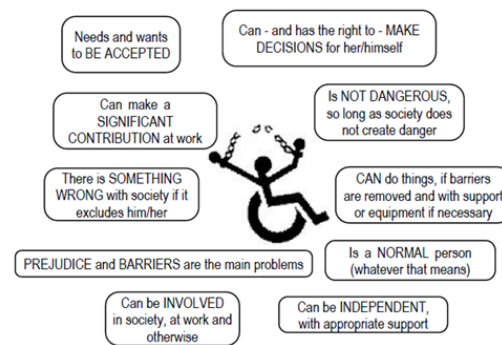 Needs and wants
to BE ACCEPTED
Can - and has the right to - MAKE
DECISIONS for her/himself
Can make a
SIGNIFICANT
CONTRIBUTION at work
Is NOT DANGEROUS,
so long as society does
not create danger
There is SOMETHING
WRONG with society if it
excludes him/her
CAN do things, if barriers
are removed and with support
or equipment if necessary
PREJUDICE and BARRIERS are the main problems
Is a NORMAL person
(whatever that means)
Can be INVOLVED
in society, at work and
otherwise
Can be INDEPENDENT,
with appropriate support